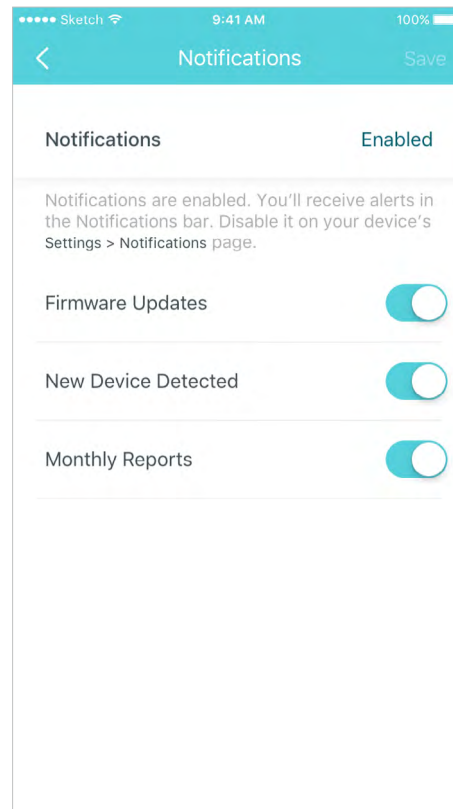 Sketch 9:41 AM 100%
Notifications Save
Notifications Enabled
Notifications are enabled. You'll receive alerts in
the Notifications bar. Disable it on your device's
Settings > Notifications page.
Firmware Updates
New Device Detected
Monthly Reports